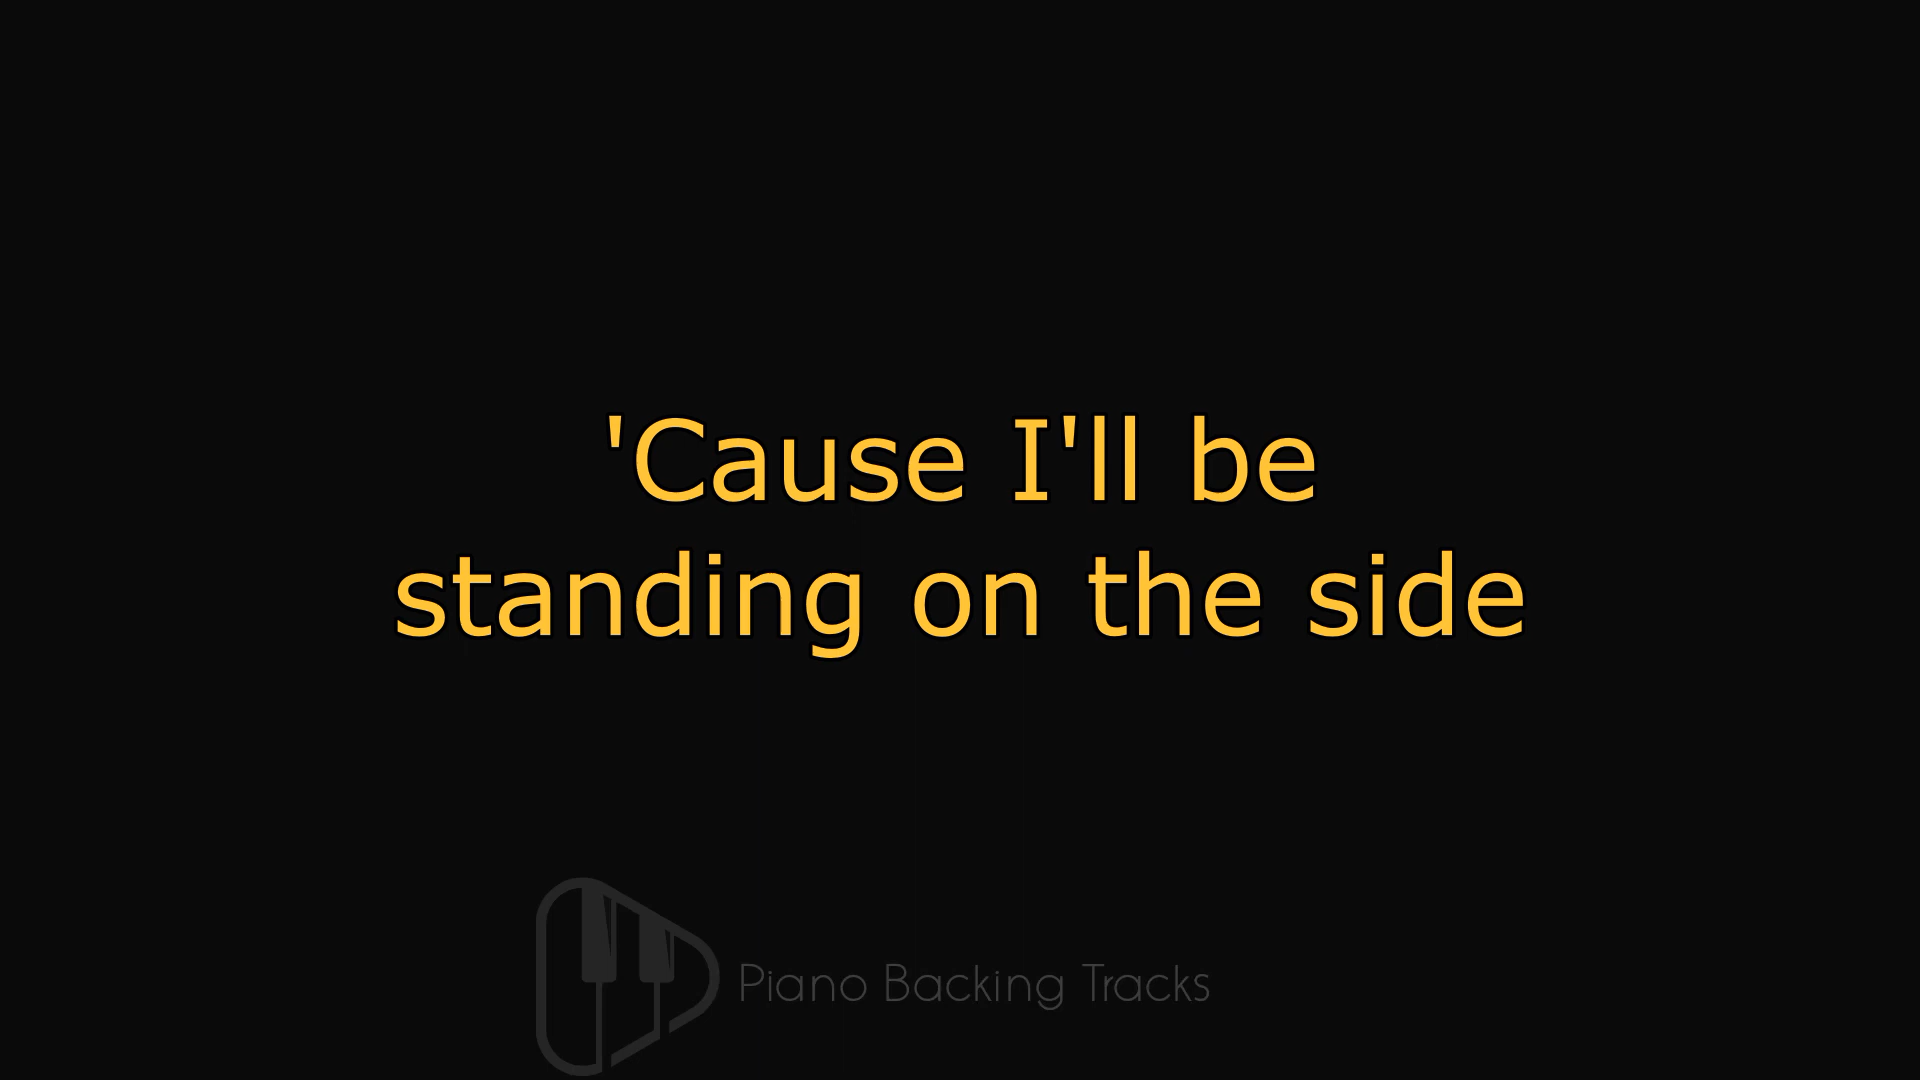 'Cause I'll be
standing on the side
Piano Backing Tracks